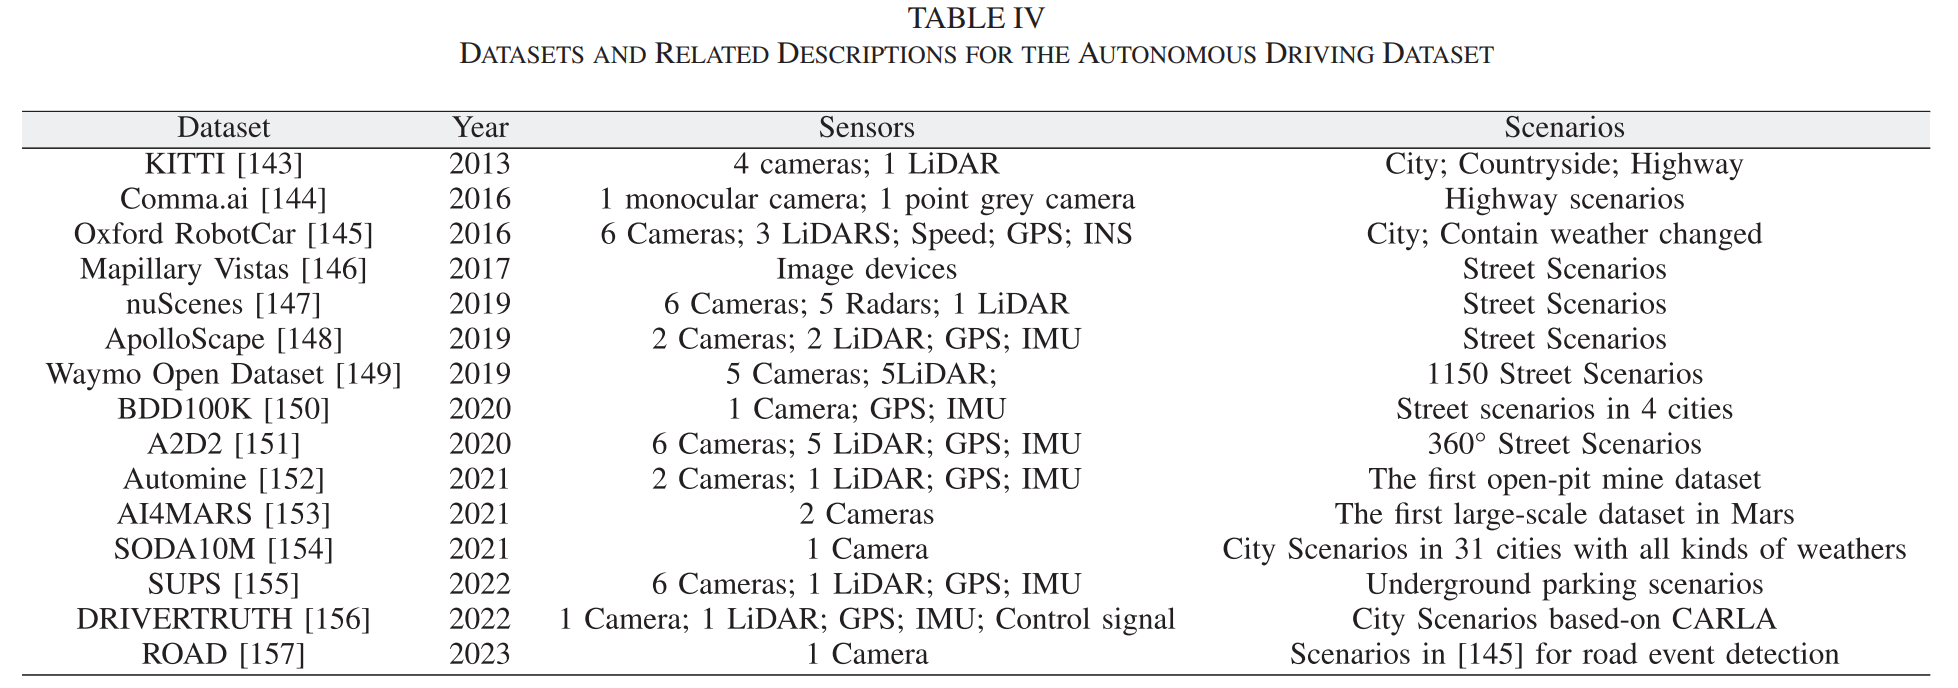 TABLE IV
DATASETS AND RELATED DESCRIPTIONS FOR THE AUTONOMOUS DRIVING DATASET
Dataset Year Sensors Scenarios
KITTI [143] 2013 4 cameras; 1 LiDAR City; Countryside; Highway
Comma.ai [144] 2016 1 monocular camera; 1 point grey camera Highway scenarios
Oxford RobotCar [145] 2016 6 Cameras; 3 LiDARS; Speed; GPS; INS City; Contain weather changed
Mapillary Vistas [146] 2017 Image devices Street Scenarios
nuScenes [147] 2019 6 Cameras; 5 Radars; 1 LiDAR Street Scenarios
ApolloScape [148] 2019 2 Cameras; 2 LiDAR; GPS; IMU Street Scenarios
Waymo Open Dataset [149] 2019 5 Cameras; 5LiDAR; 1150 Street Scenarios
BDD100K [150] 2020 1 Camera; GPS; IMU Street scenarios in 4 cities
A2D2 [151] 2020 6 Cameras; 5 LiDAR; GPS; IMU 360° Street Scenarios
Automine [152] 2021 2 Cameras; 1 LiDAR; GPS; IMU The first open-pit mine dataset
AI4MARS [153] 2021 2 Cameras The first large-scale dataset in Mars
SODA10M [154] 2021 1 Camera City Scenarios in 31 cities with all kinds of weathers
SUPS [155] 2022 6 Cameras; 1 LiDAR; GPS; IMU Underground parking scenarios
DRIVERTRUTH [156] 2022 1 Camera; 1 LiDAR; GPS; IMU; Control signal City Scenarios based-on CARLA
ROAD [157] 2023 1 Camera Scenarios in [145] for road event detection